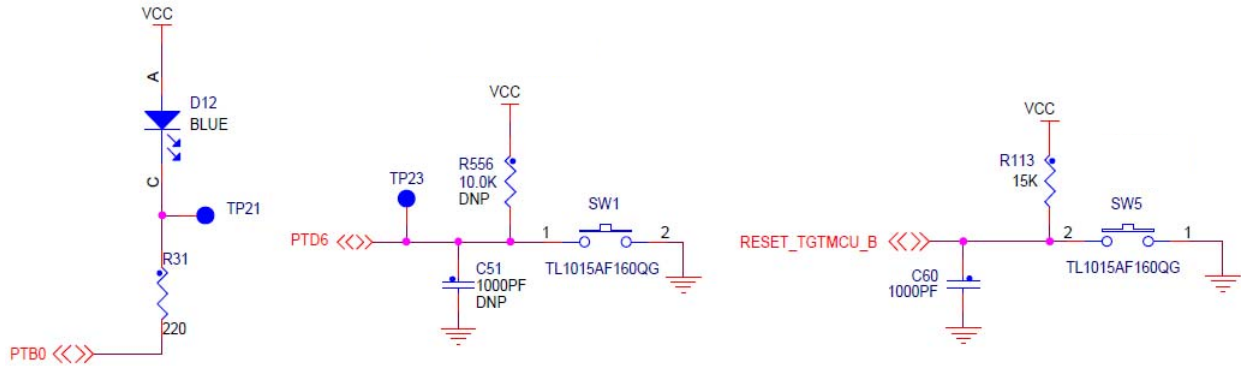 VCC
A
D12
BLUE
C
TP21
R31
220
PTB0
VCC
R556
10.0K
DNP
TP23
SW1
PTD6
1
2
TL1015AF160QG
C51
1000PF
DNP
VCC
R113
15K
SW5
RESET_TGTMCU_B
2
1
TL1015AF160QG
C60
1000PF